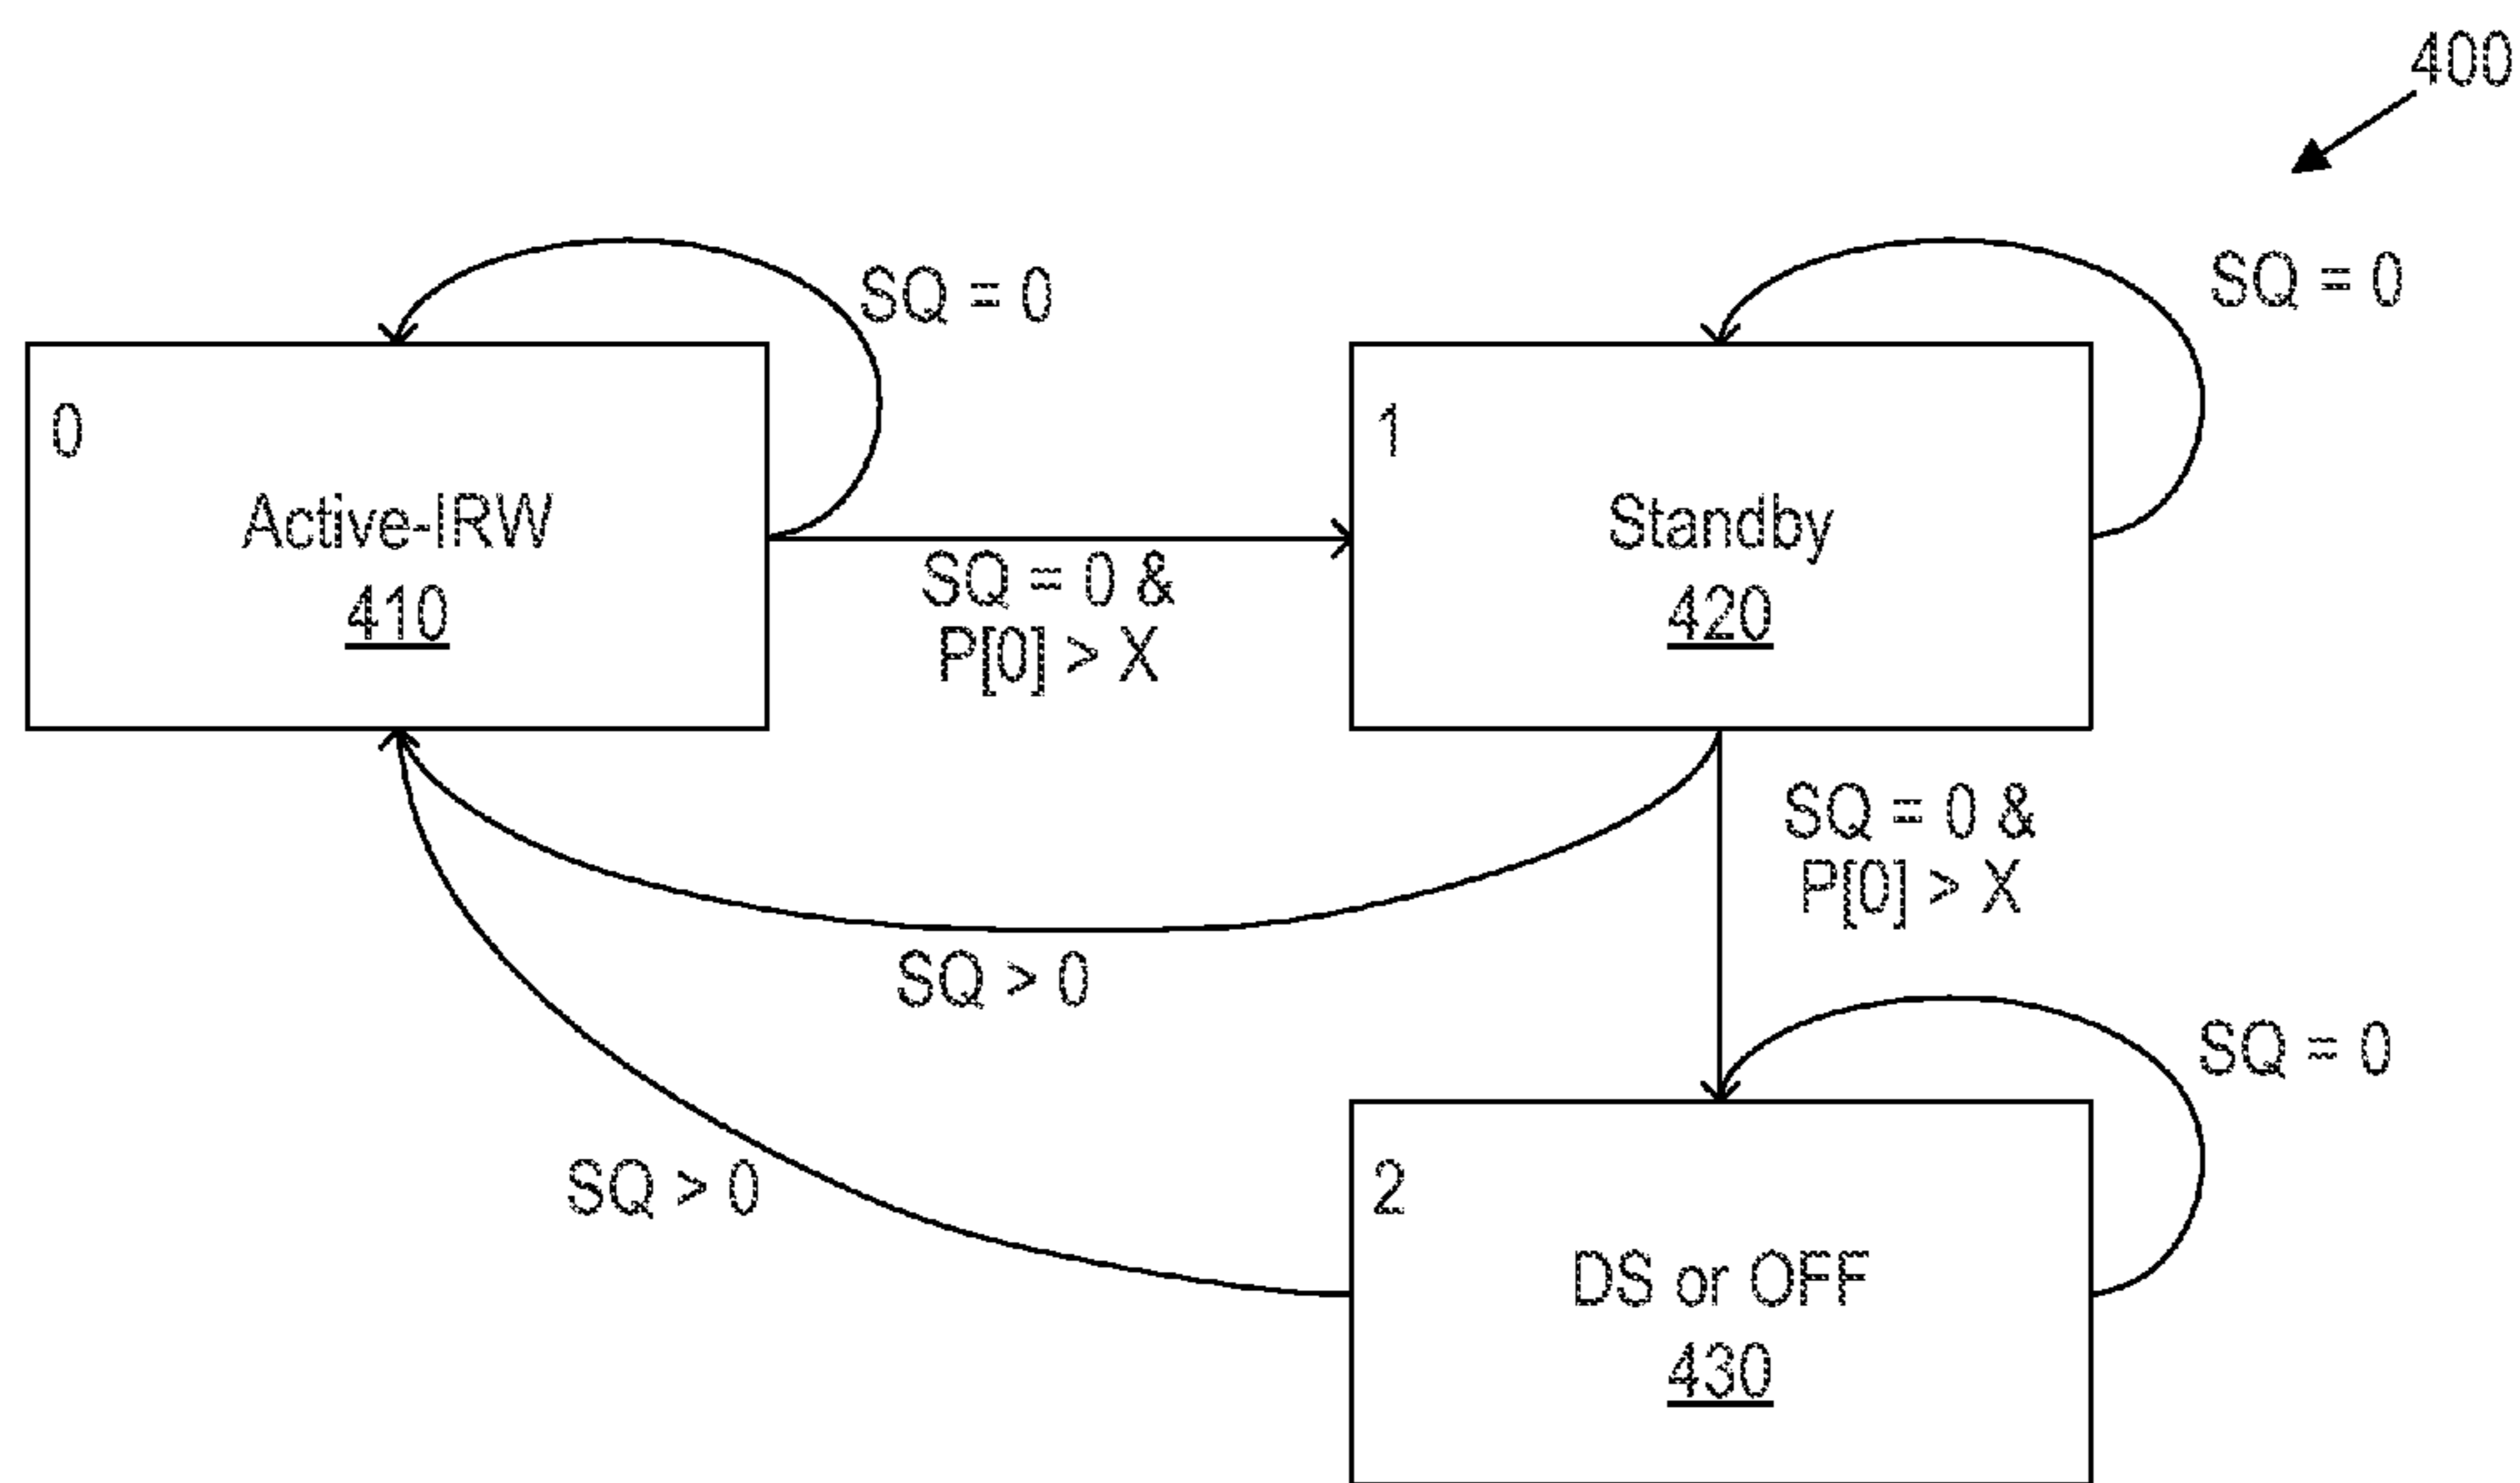 400
SQ = 0
SQ = 0
0
Active-IRW
410
SQ = 0 &
P[0] > X
1
Standby
420
SQ = 0 &
P[0] > X
SQ > 0
SQ = 0
SQ > 0
2
DS or OFF
430